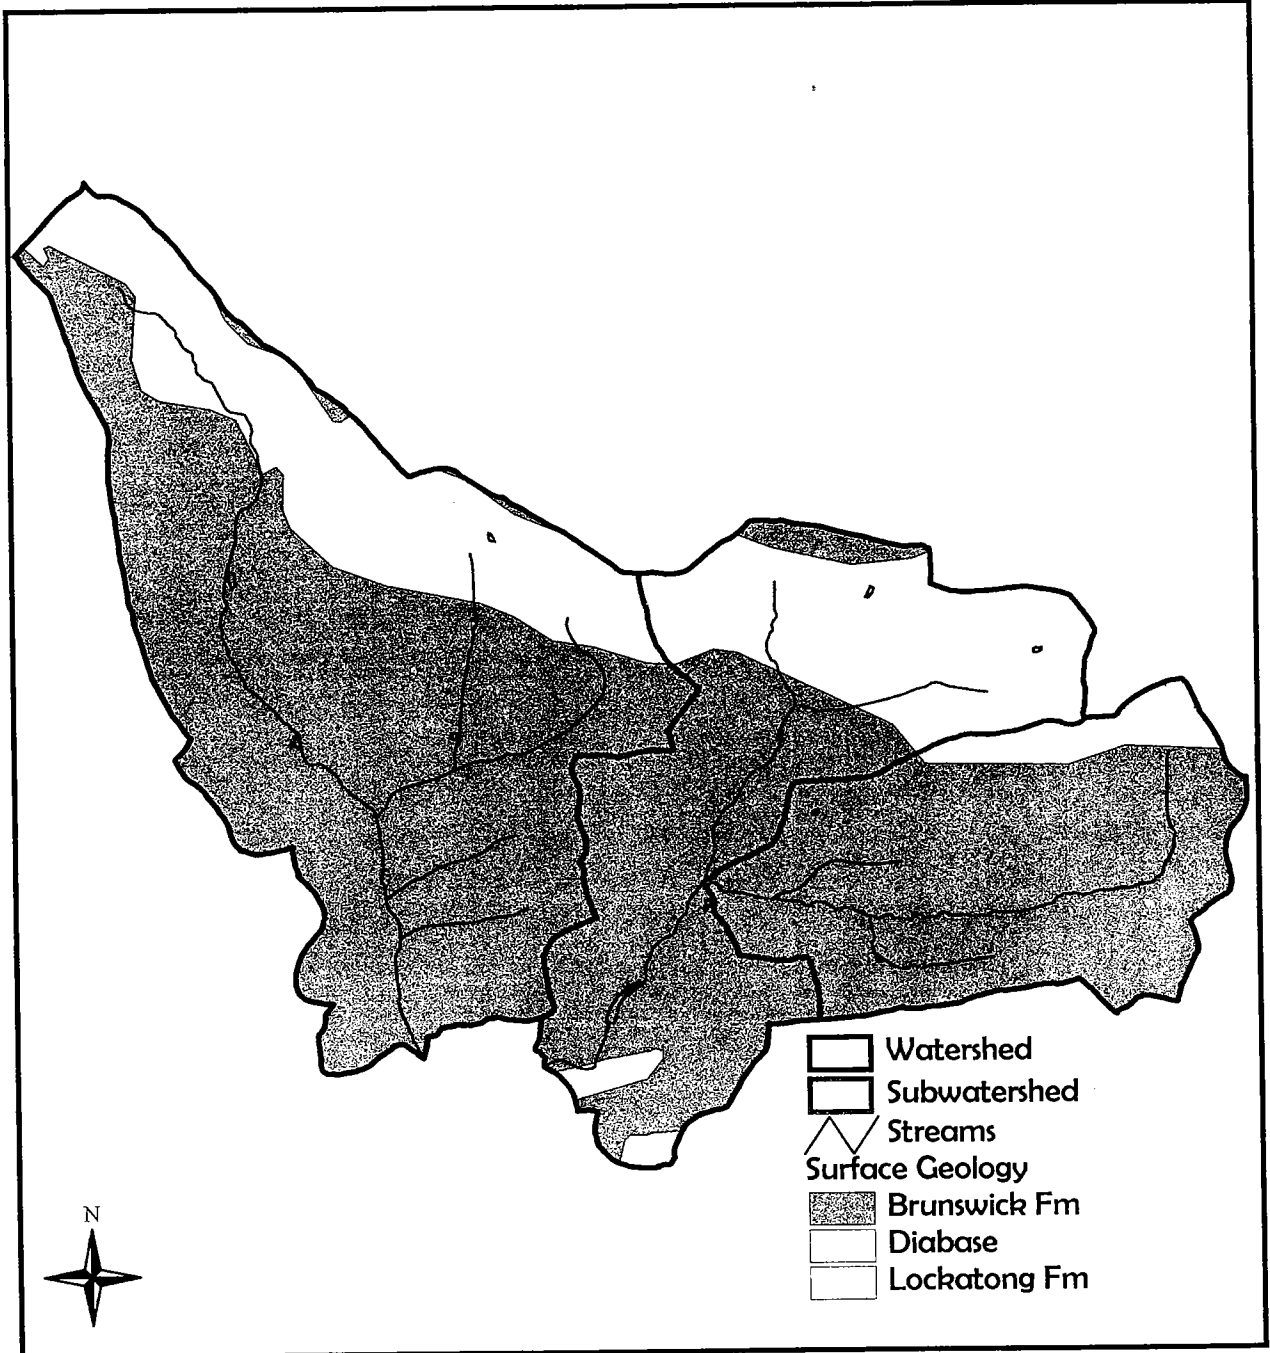 Watershed
Subwatershed
Streams
Surface Geology
Brunswick Fm
Diabase
Lockatong Fm
N